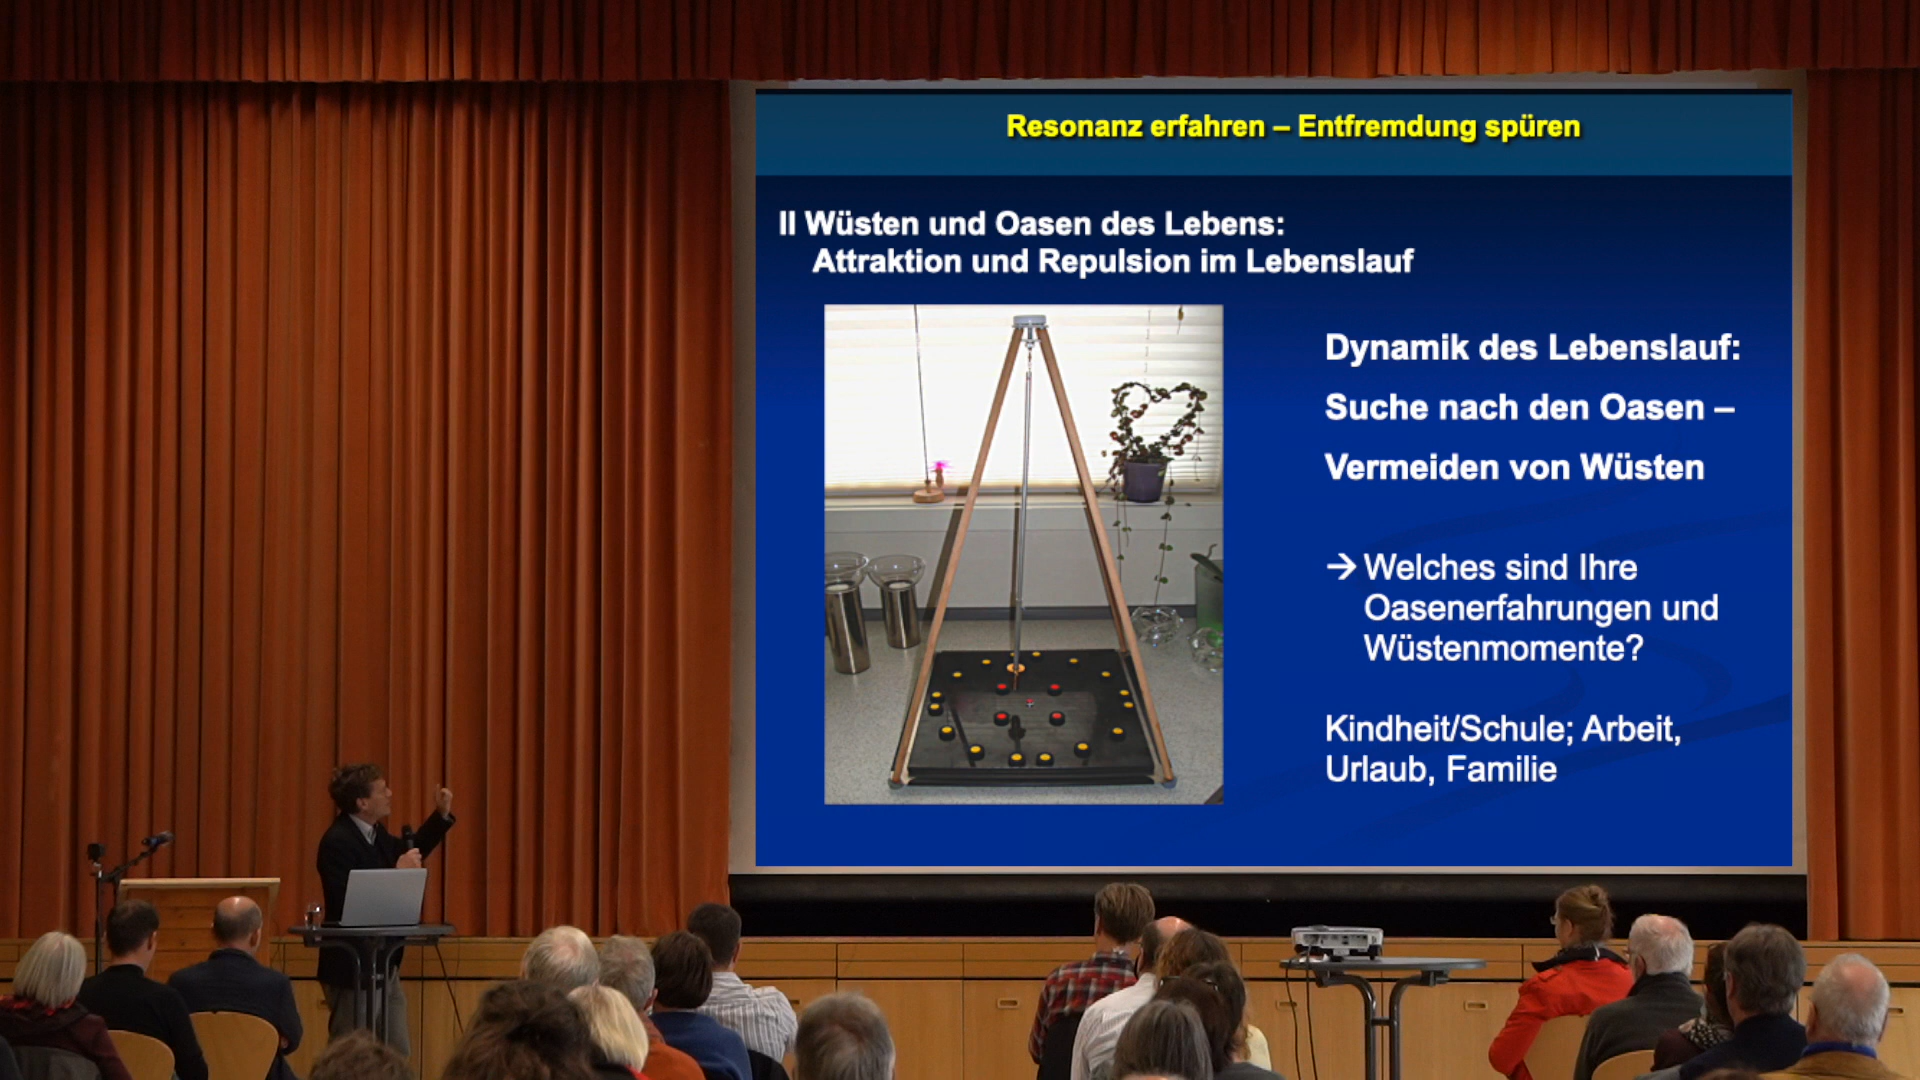 Resonanz erfahren – Entfremdung spüren
II Wüsten und Oasen des Lebens:
Attraktion und Repulsion im Lebenslauf
Dynamik des Lebenslauf:
Suche nach den Oasen –
Vermeiden von Wüsten
→ Welches sind Ihre
Oasenerfahrungen und
Wüstenmomente?
Kindheit/Schule; Arbeit,
Urlaub, Familie